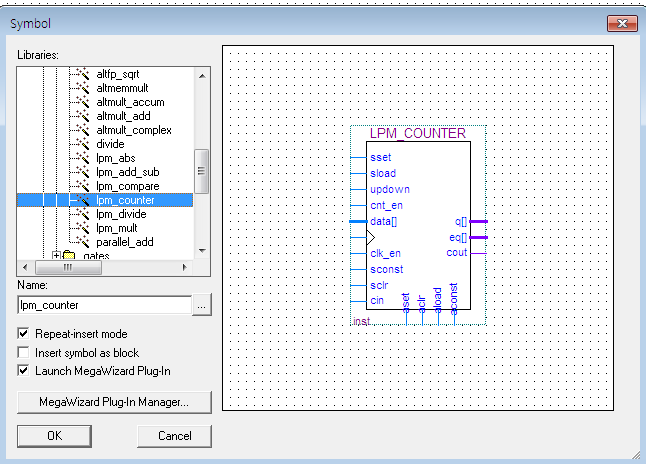 Symbol
Libraries:
altfp_sqrt
altmemmult
altmult_accum
altmult_add
altmult_complex
divide
lpm_abs
lpm_add_sub
lpm_compare
lpm_counter
lpm_divide
lpm_mult
parallel_add
gates
Name:
lpm_counter
...
Repeat-insert mode
Insert symbol as block
Launch MegaWizard Plug-In
MegaWizard Plug-In Manager...
OK
Cancel
LPM_COUNTER
sset
sload
updown
cnt_en
data[]
q[]
eq[]
clk_en
cout
sconst
sclr
cin
aset
aclr
aload
aconst
inst